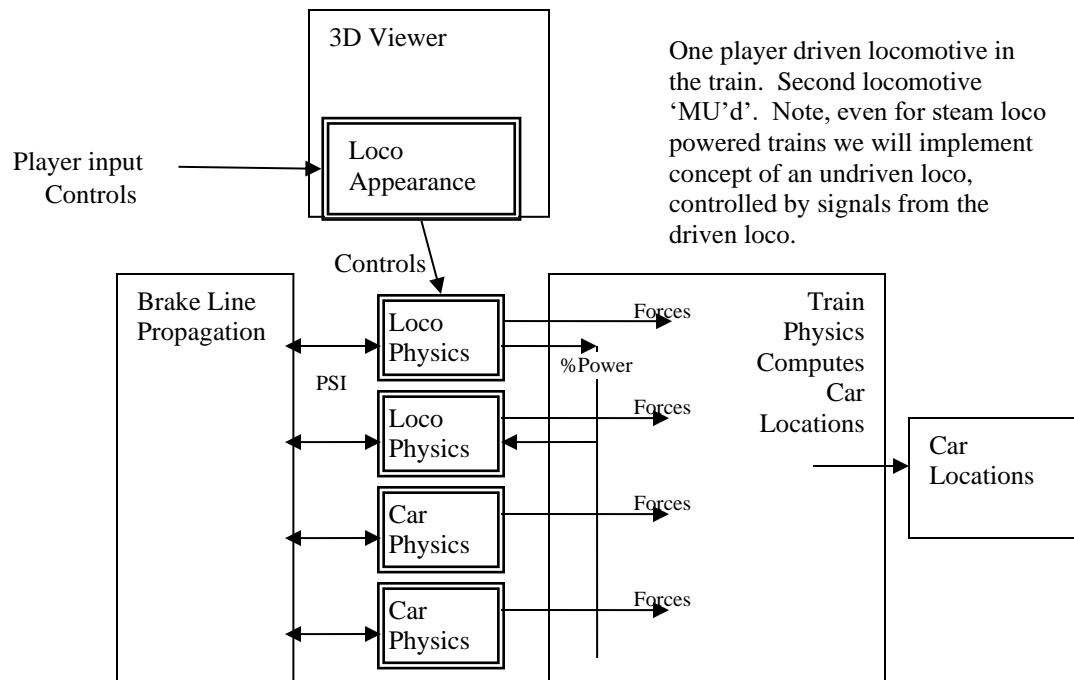 3D Viewer
One player driven locomotive in
the train. Second locomotive
‘MU’d’. Note, even for steam loco
powered trains we will implement
concept of an undriven loco,
controlled by signals from the
driven loco.
Loco
Appearance
Player input
Controls
Controls
Brake Line
Propagation
Loco
Physics
Forces
Train
Physics
Computes
Car
Locations
%Power
PSI
Loco
Physics
Forces
Car
Locations
Car
Physics
Forces
Car
Physics
Forces